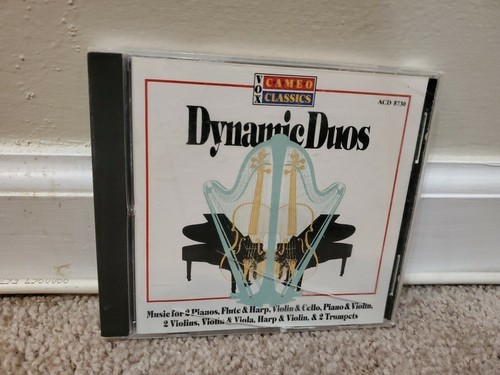 VOX
CAMEO
CLASSICS
ACD 8730
Dynamic Duos
Music for 2 Pianos, Flute & Harp, Violin & Cello, Piano & Violin,
2 Violins, Violin & Viola, Harp & Violin, & 2 Trumpets